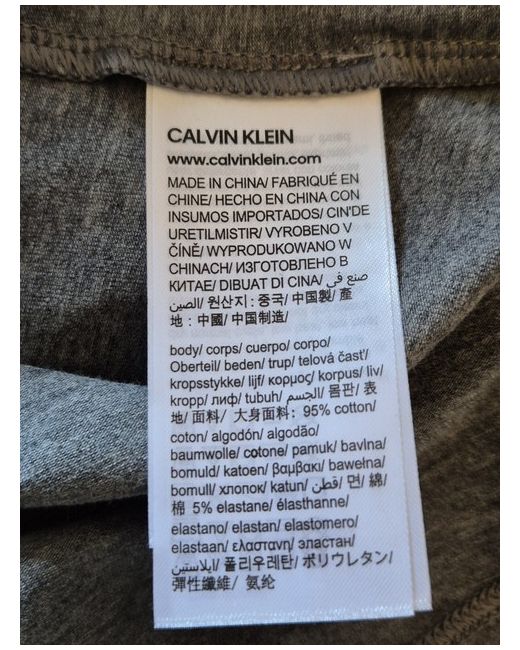 CALVIN KLEIN
www.calvinklein.com
MADE IN CHINA/ FABRIQUÉ EN
CHINE/ HECHO EN CHINA CON
INSUMOS IMPORTADOS/ CIN'DE
URETILMISTIR/ VYROBENO V
ČÍNĚ/ WYPRODUKOWANO W
CHINACH/ ИЗГОТОВЛЕНО В
КИТАЕ/ DIBUAT DI CINA/ صنع في
الصين/ 원산지 : 중국/ 中国製/ 產
地 : 中國/ 中国制造/
body/ corps/ cuerpo/ corpo/
Oberteil/ beden/ trup/ telová časť/
kropsstykke/ lijf/ κορμος/ korpus/ liv/
kropp/ лиф/ tubuh/ الجسم/ 몸판/ 表
地/ 面料/ 大身面料: 95% cotton/
coton/ algodón/ algodão/
baumwolle/ cotone/ pamuk/ bavlna/
bomuld/ katoen/ βαμβακι/ bawełna/
bomull/ хлопок/ katun/ قطن/ 면/ 綿/
棉 5% elastane/ élasthanne/
elastano/ elastan/ elastomero/
elastaan/ ελαστανη/ эластан/
ايلاستين/ 폴리우레탄/ ポリウレタン/
彈性纖維/ 氨纶